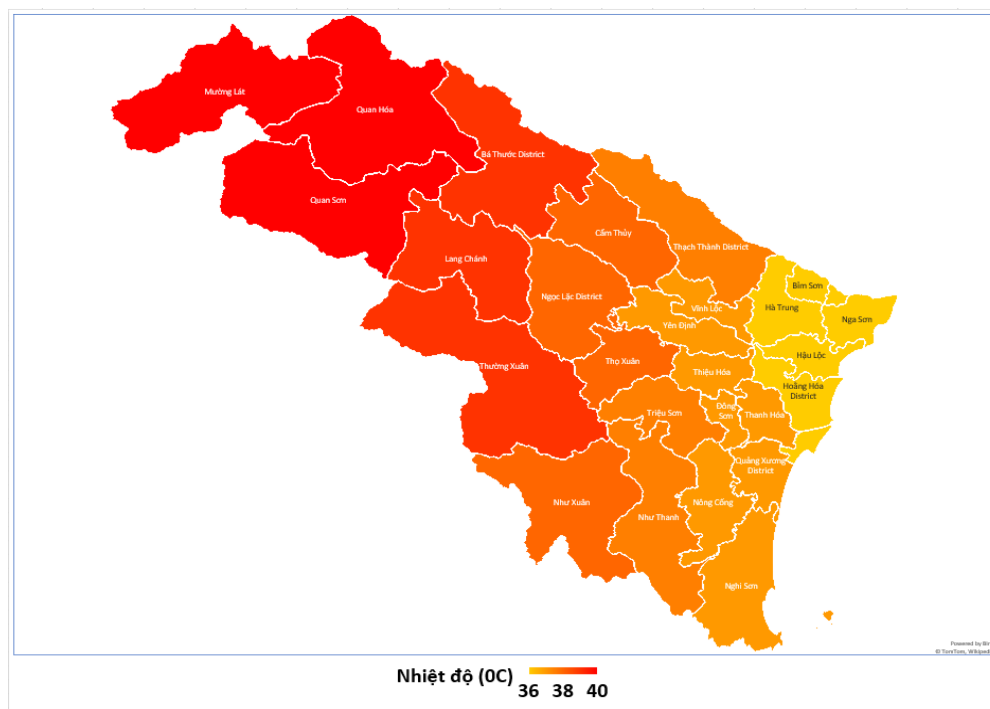 Mường Lát
Quan Hóa
Bá Thước District
Quan Sơn
Cẩm Thủy
Thạch Thành District
Lang Chánh
Bỉm Sơn
Ngọc Lặc District
Hà Trung
Vĩnh Lộc
Nga Sơn
Yên Định
Hậu Lộc
Thọ Xuân
Thường Xuân
Thiệu Hóa
Hoằng Hóa
District
Triệu Sơn
Đông
Sơn
Thanh Hóa
Quảng Xương
District
Như Xuân
Nông Cống
Như Thanh
Nghi Sơn
Powered by Bin
© TomTom, Wikiped
Nhiệt độ (0C)
36 38 40